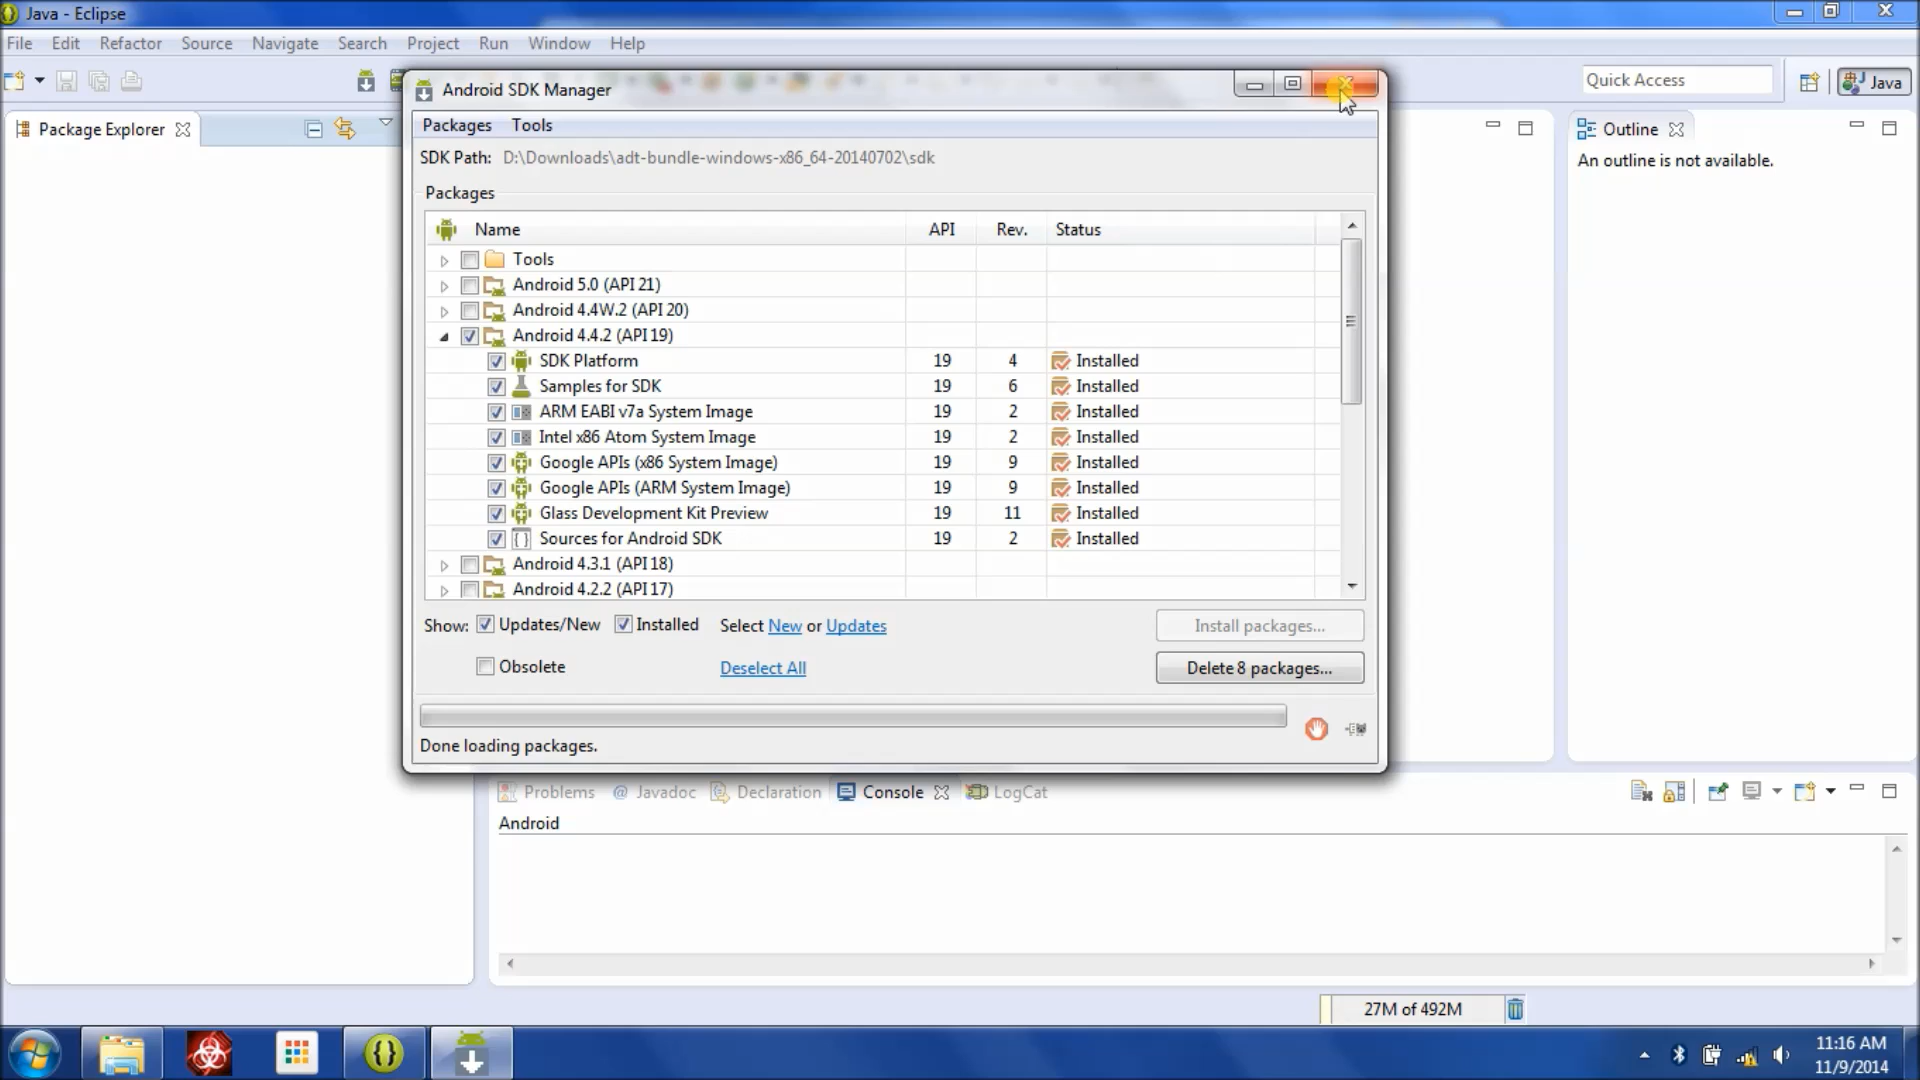 Java - Eclipse
File Edit Refactor Source Navigate Search Project Run Window Help
Quick Access
Java
Package Explorer
Android SDK Manager
Packages Tools
SDK Path: D:\Downloads\adt-bundle-windows-x86_64-20140702\sdk
Packages
Name API Rev. Status
Tools
Android 5.0 (API 21)
Android 4.4W.2 (API 20)
Android 4.4.2 (API 19)
SDK Platform 19 4 Installed
Samples for SDK 19 6 Installed
ARM EABI v7a System Image 19 2 Installed
Intel x86 Atom System Image 19 2 Installed
Google APIs (x86 System Image) 19 9 Installed
Google APIs (ARM System Image) 19 9 Installed
Glass Development Kit Preview 19 11 Installed
Sources for Android SDK 19 2 Installed
Android 4.3.1 (API 18)
Android 4.2.2 (API 17)
Show: Updates/New Installed Select New or Updates
Install packages...
Obsolete Deselect All
Delete 8 packages...
Done loading packages.
Outline
An outline is not available.
Problems @ Javadoc Declaration Console LogCat
Android
27M of 492M
11:16 AM
11/9/2014